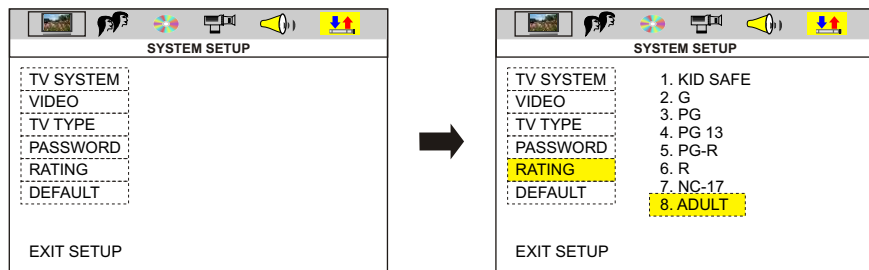 SYSTEM SETUP
TV SYSTEM
VIDEO
TV TYPE
PASSWORD
RATING
DEFAULT
EXIT SETUP
SYSTEM SETUP
TV SYSTEM
VIDEO
TV TYPE
PASSWORD
RATING
DEFAULT
1. KID SAFE
2. G
3. PG
4. PG 13
5. PG-R
6. R
7. NC-17
8. ADULT
EXIT SETUP